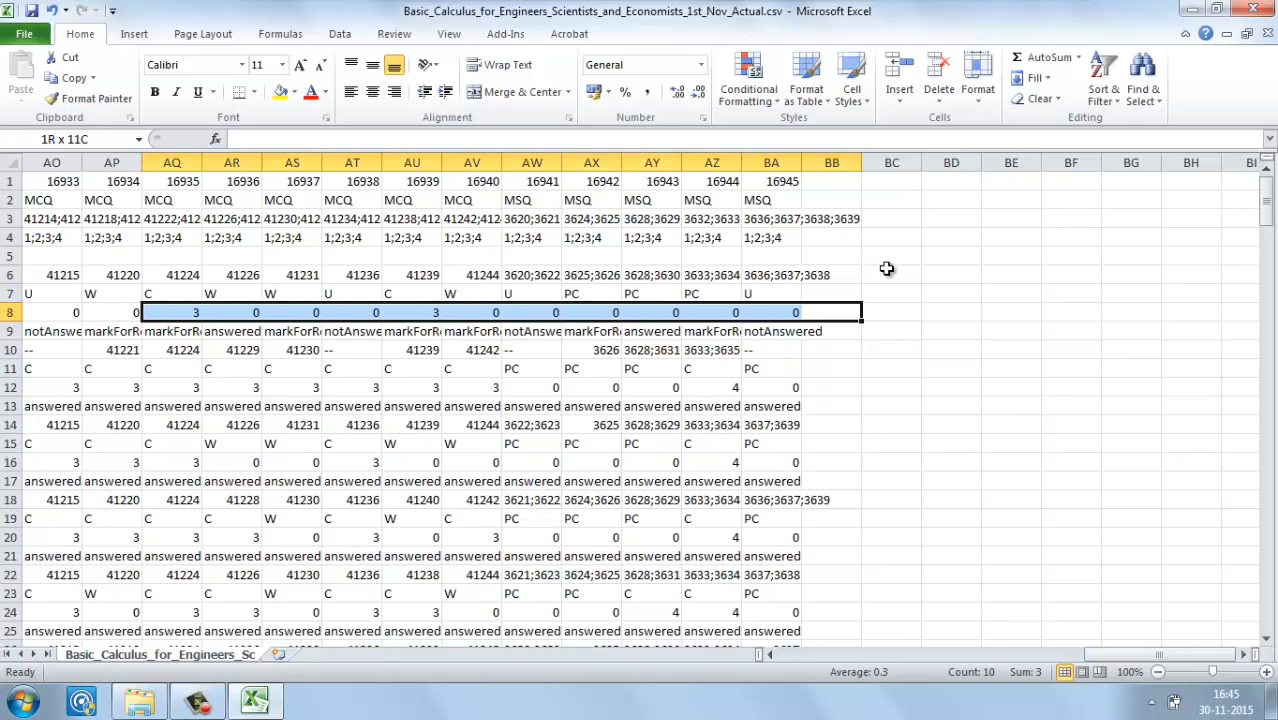 Basic_Calculus_for_Engineers_Scientists_and_Economists_1st_Nov_Actual.csv - Microsoft Excel
File Home Insert Page Layout Formulas Data Review View Add-Ins Acrobat
Paste Cut Copy Format Painter Clipboard
Calibri 11 B I U Font
Wrap Text Merge & Center Alignment
General % , Number
Conditional Formatting Format as Table Cell Styles Styles
Insert Delete Format Cells
AutoSum Fill Clear Sort & Filter Find & Select Editing
1R x 11C fx
AO AP AQ AR AS AT AU AV AW AX AY AZ BA BB BC BD BE BF BG BH BI
1 16933 16934 16935 16936 16937 16938 16939 16940 16941 16942 16943 16944 16945
2 MCQ MCQ MCQ MCQ MCQ MCQ MCQ MCQ MSQ MSQ MSQ MSQ MSQ
3 41214;412 41218;412 41222;412 41226;412 41230;412 41234;412 41238;412 41242;412 3620;3621 3624;3625 3628;3629 3632;3633 3636;3637;3638;3639
4 1;2;3;4 1;2;3;4 1;2;3;4 1;2;3;4 1;2;3;4 1;2;3;4 1;2;3;4 1;2;3;4 1;2;3;4 1;2;3;4 1;2;3;4 1;2;3;4 1;2;3;4
5
6 41215 41220 41224 41226 41231 41236 41239 41244 3620;3622 3625;3626 3628;3630 3633;3634 3636;3637;3638
7 U W C W W U C W U PC PC PC U
8 0 0 3 0 0 0 3 0 0 0 0 0 0
9 notAnswe markForRe markForRe markForRe markForRe notAnswe markForRe markForRe notAnswe markForRe answered markForRe notAnswered
10 -- 41221 41224 41229 41230 -- 41239 41242 -- 3626 3628;3631 3633;3635 --
11 C C C C C C C C PC PC PC C PC
12 3 3 3 3 3 3 3 3 0 0 0 4 0
13 answered answered answered answered answered answered answered answered answered answered answered answered answered
14 41215 41220 41224 41226 41231 41236 41239 41244 3622;3623 3625 3628;3629 3633;3634 3637;3639
15 C C C W W C W W PC PC PC C PC
16 3 3 3 0 0 3 0 0 0 0 0 4 0
17 answered answered answered answered answered answered answered answered answered answered answered answered answered
18 41215 41220 41224 41228 41231 41236 41240 41242 3621;3622 3624;3626 3628;3629 3633;3634 3636;3637;3639
19 C C C C W C W C PC PC PC C PC
20 3 3 3 3 0 3 0 3 0 0 0 4 0
21 answered answered answered answered answered answered answered answered answered answered answered answered answered
22 41215 41220 41224 41226 41230 41236 41238 41244 3621;3623 3624;3625 3628;3631 3633;3634 3637;3638
23 C W C C W C C W PC PC C C PC
24 3 0 3 3 0 3 3 0 0 0 4 4 0
25 answered answered answered answered answered answered answered answered answered answered answered answered answered
Basic_Calculus_for_Engineers_Sc
Ready Average: 0.3 Count: 10 Sum: 3 100%
16:45
30-11-2015